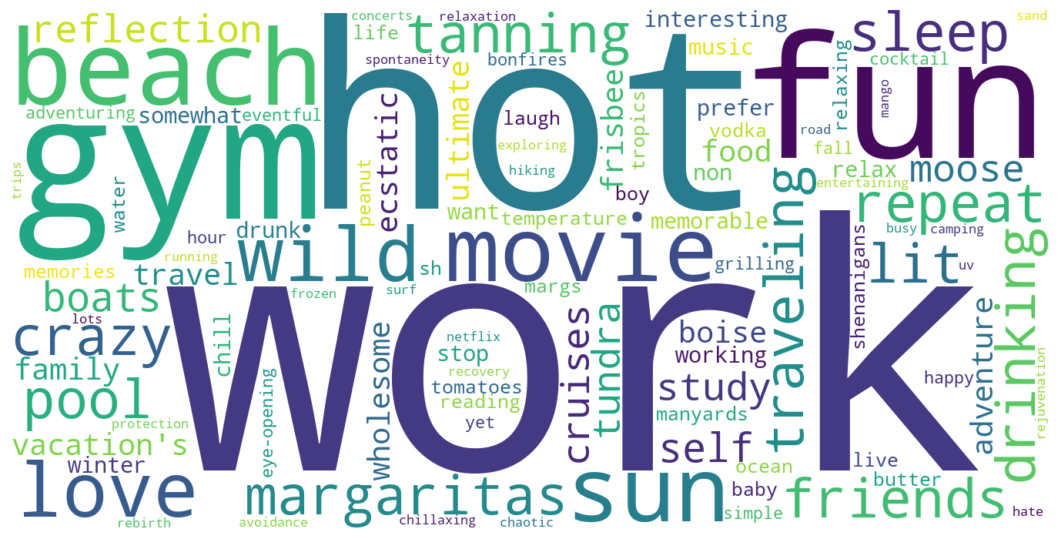 reflection
beach
gym
hot
fun
work
concerts
relaxation
life
tanning
interesting
sleep
sand
music
cocktail
spontaneity
bonfires
adventuring
somewhat
eventful
ecstatic
ultimate
laugh
exploring
hiking
frisbee
tropics
prefer
vodka
food
non
road
fall
relaxing
mango
relax
moose
entertaining
repeat
trips
water
peanut
boy
want
temperature
memorable
hour
drunk
wild
movie
grilling
busy
camping
running
memories
travel
sh
margs
traveling
lit
shenanigans
uv
drinking
boats
frozen
surf
lots
crazy
chill
wholesome
netflix
stop
recovery
tomatoes
reading
yet
cruises
tundra
boise
working
study
manyards
happy
adventure
rejuvenation
family
pool
protection
eye-opening
vacation's
winter
self
ocean
live
butter
love
margaritas
sun
baby
simple
friends
hate
rebirth
avoidance
chillaxing
chaotic